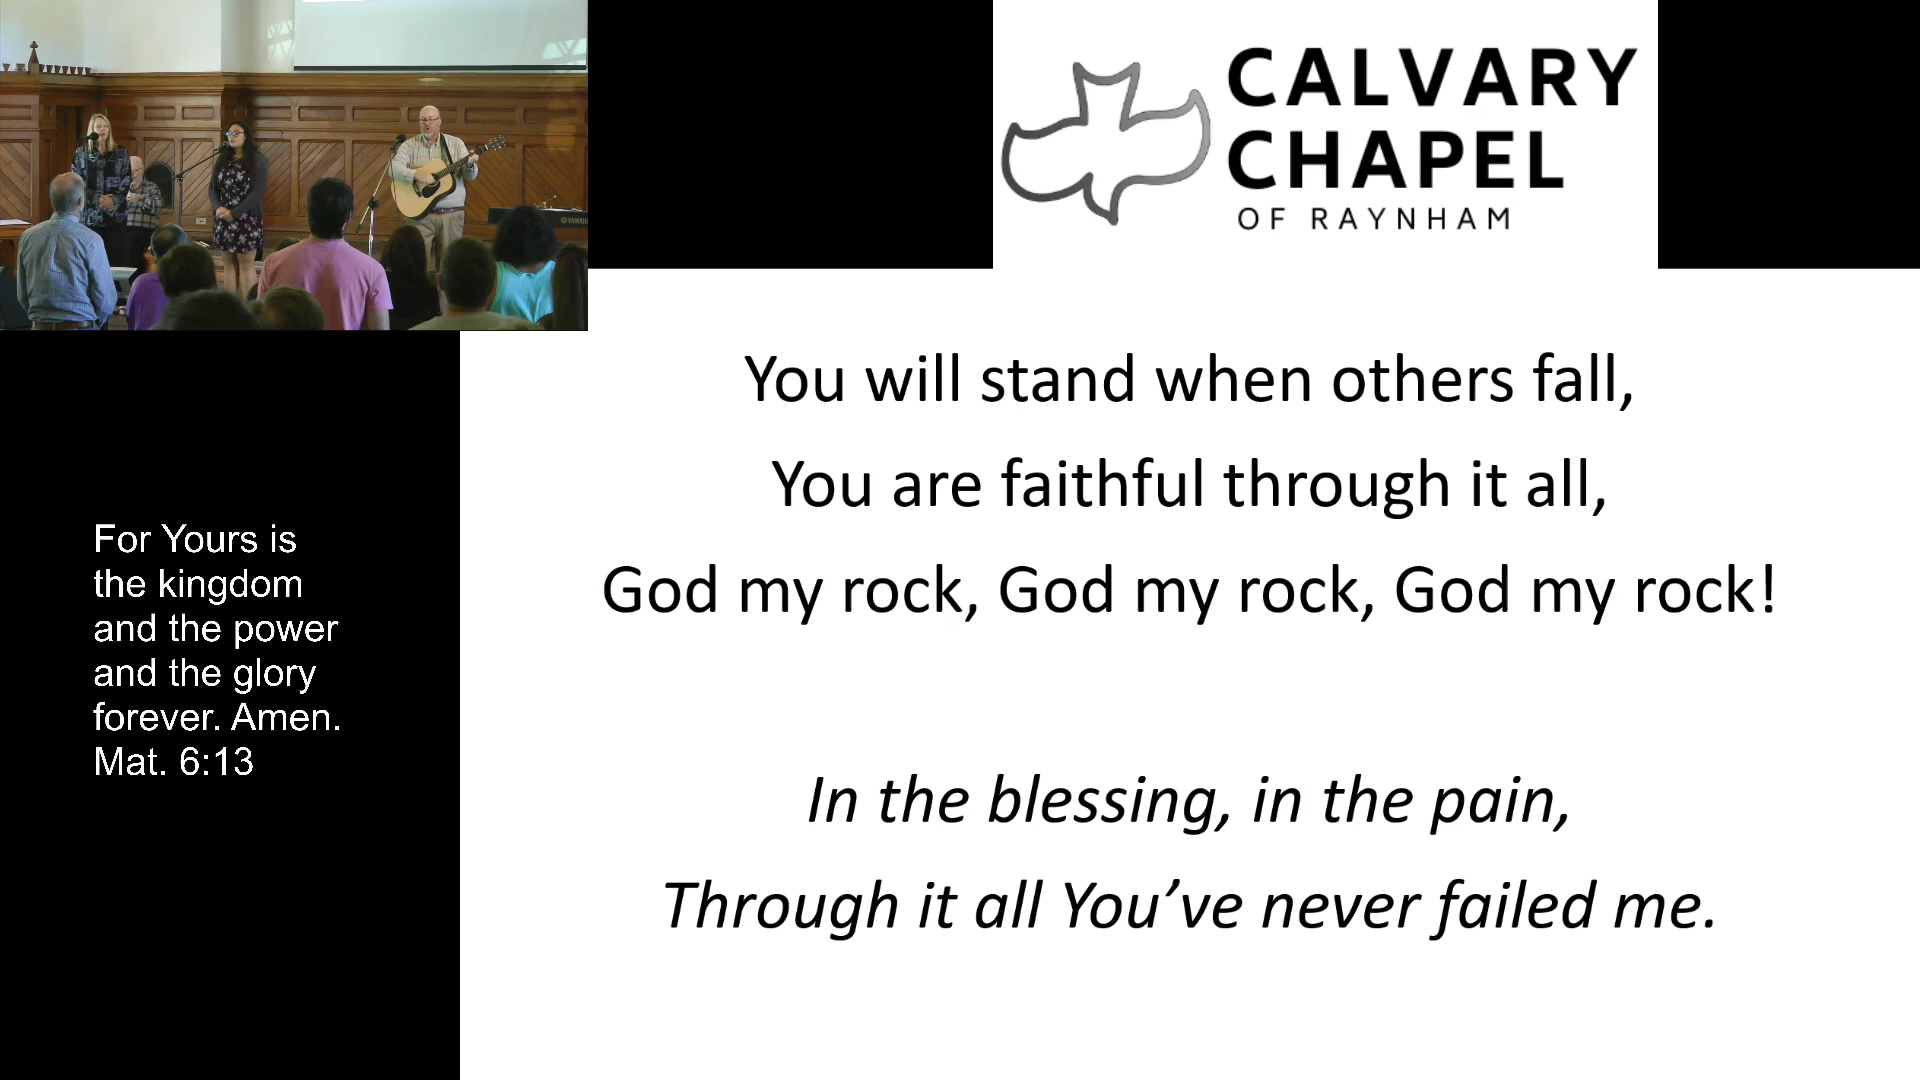 CALVARY
CHAPEL
OF RAYNHAM
YAMAHA
You will stand when others fall,
You are faithful through it all,
God my rock, God my rock, God my rock!
In the blessing, in the pain,
Through it all You’ve never failed me.
For Yours is
the kingdom
and the power
and the glory
forever. Amen.
Mat. 6:13